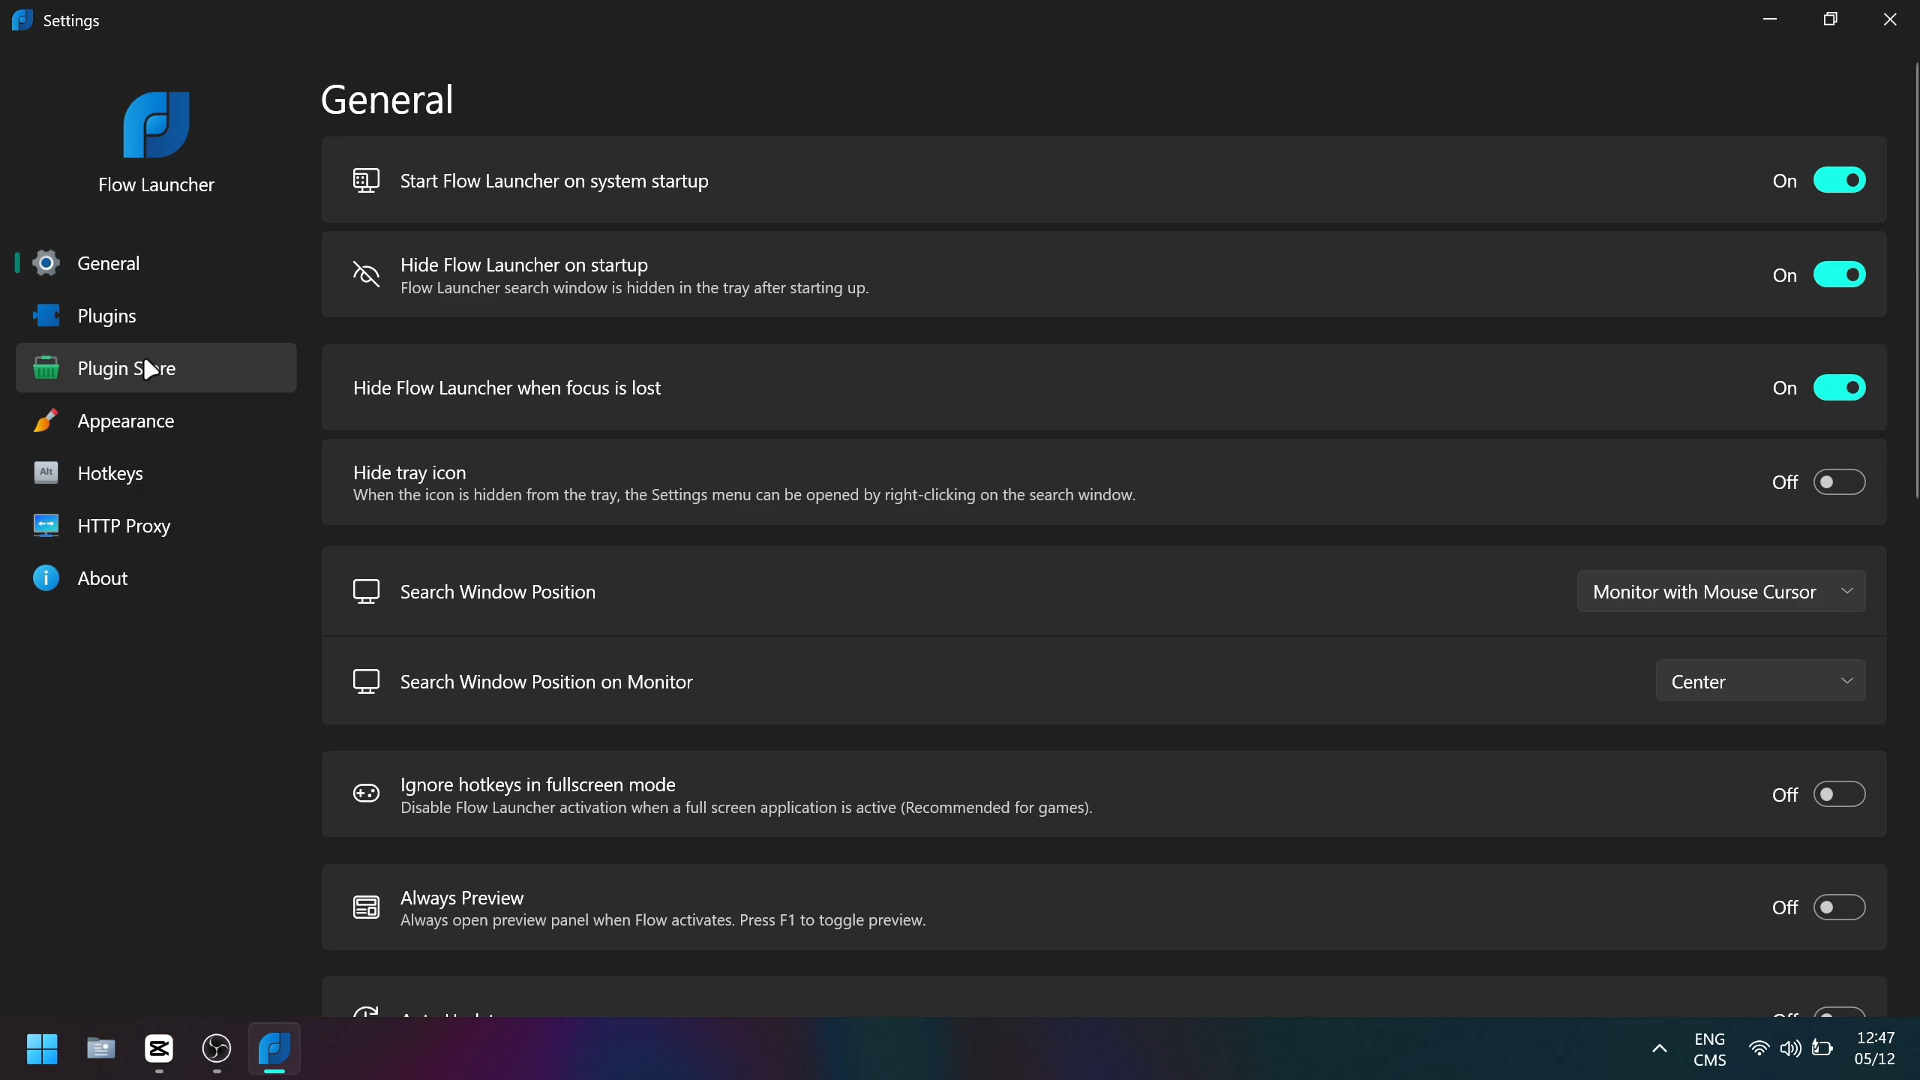 Settings
Flow Launcher
General
Plugins
Plugin Store
Appearance
Alt
Hotkeys
HTTP Proxy
About
General
Start Flow Launcher on system startup
On
Hide Flow Launcher on startup
Flow Launcher search window is hidden in the tray after starting up.
On
Hide Flow Launcher when focus is lost
On
Hide tray icon
When the icon is hidden from the tray, the Settings menu can be opened by right-clicking on the search window.
Off
Search Window Position
Monitor with Mouse Cursor
Search Window Position on Monitor
Center
Ignore hotkeys in fullscreen mode
Disable Flow Launcher activation when a full screen application is active (Recommended for games).
Off
Always Preview
Always open preview panel when Flow activates. Press F1 to toggle preview.
Off
ENG
CMS
12:47
05/12